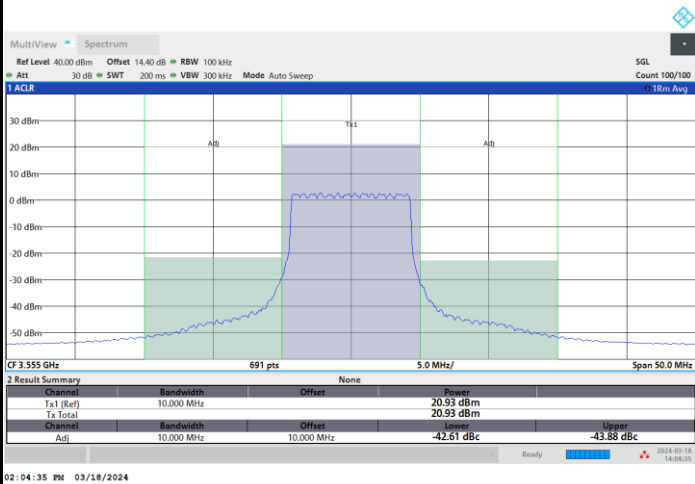 MultiView Spectrum
Ref Level 40.00 dBm Offset 14.40 dB RBW 100 kHz SGL
Att 30 dB SWT 200 ms VBW 300 kHz Mode Auto Sweep Count 100/100
1 ACLR 1Rm Avg
30 dBm
Tx1
20 dBm
Adj Adj
10 dBm
0 dBm
-10 dBm
-20 dBm
-30 dBm
-40 dBm
-50 dBm
CF 3.555 GHz 691 pts 5.0 MHz/ Span 50.0 MHz
2 Result Summary None
Channel Bandwidth Offset Power
Tx1 (Ref) 10.000 MHz 20.93 dBm
Tx Total 20.93 dBm
Channel Bandwidth Offset Lower Upper
Adj 10.000 MHz 10.000 MHz -42.61 dBc -43.88 dBc
Ready 2024-03-18
14:04:35
02:04:35 PM 03/18/2024